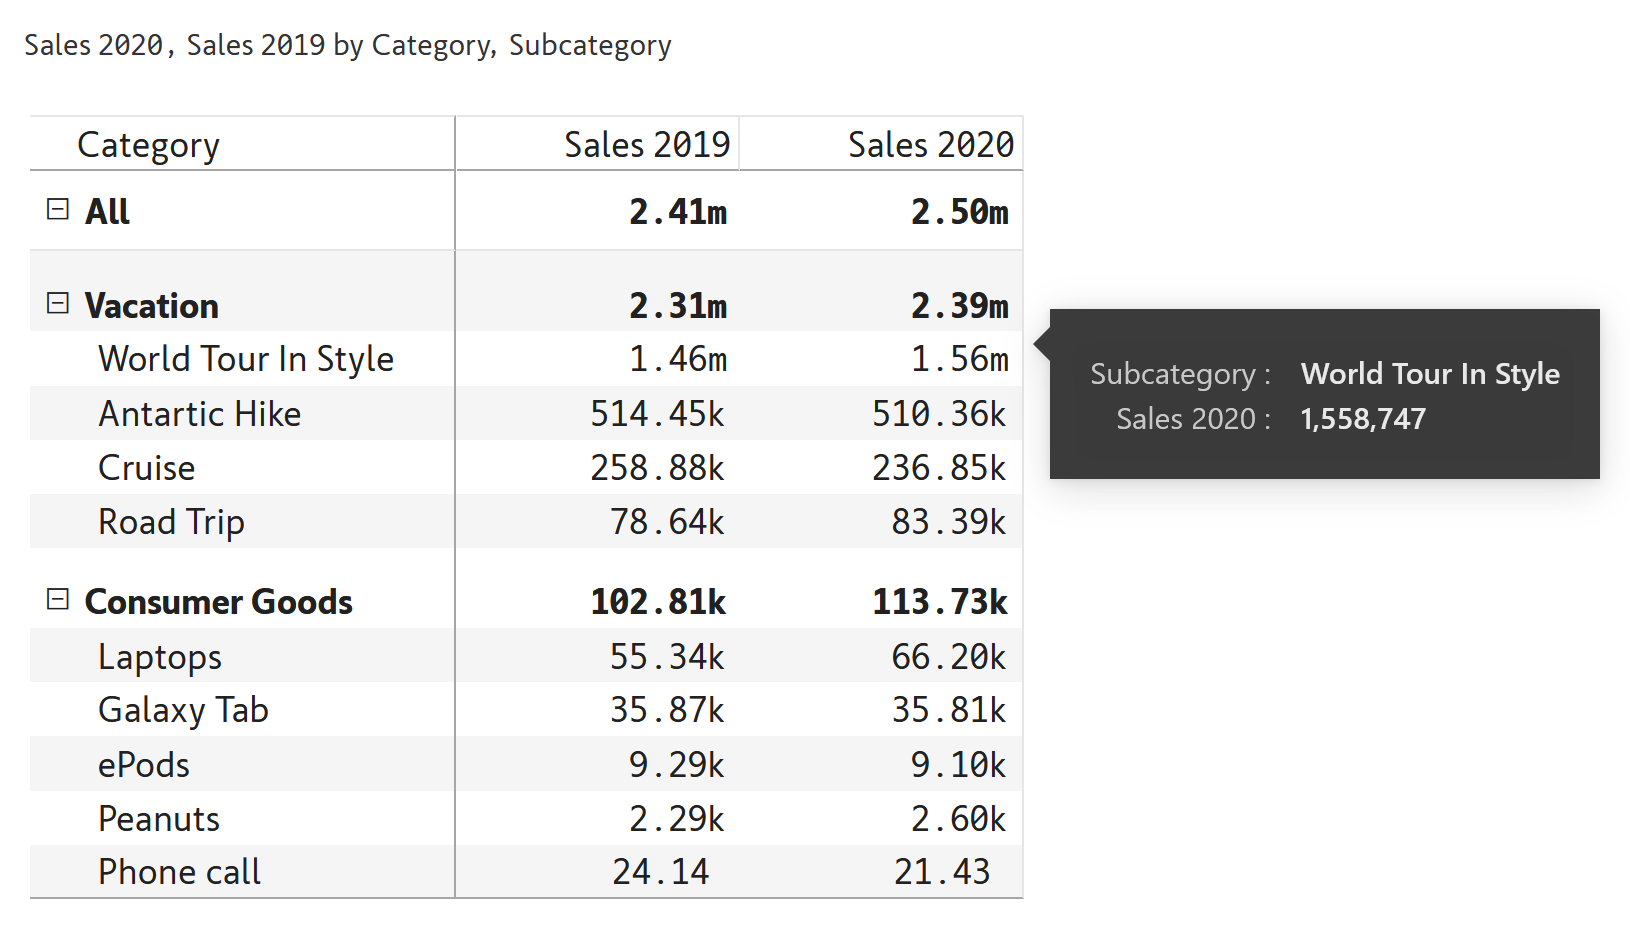 Sales 2020, Sales 2019 by Category, Subcategory
Category Sales 2019 Sales 2020
All 2.41m 2.50m
Vacation 2.31m 2.39m
World Tour In Style 1.46m 1.56m
Antartic Hike 514.45k 510.36k
Cruise 258.88k 236.85k
Road Trip 78.64k 83.39k
Consumer Goods 102.81k 113.73k
Laptops 55.34k 66.20k
Galaxy Tab 35.87k 35.81k
ePods 9.29k 9.10k
Peanuts 2.29k 2.60k
Phone call 24.14 21.43
Subcategory : World Tour In Style
Sales 2020 : 1,558,747